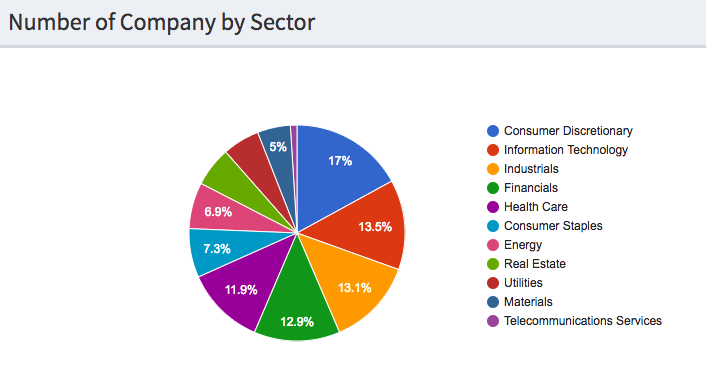 Number of Company by Sector
17%
13.5%
13.1%
12.9%
11.9%
7.3%
6.9%
5%
Consumer Discretionary
Information Technology
Industrials
Financials
Health Care
Consumer Staples
Energy
Real Estate
Utilities
Materials
Telecommunications Services